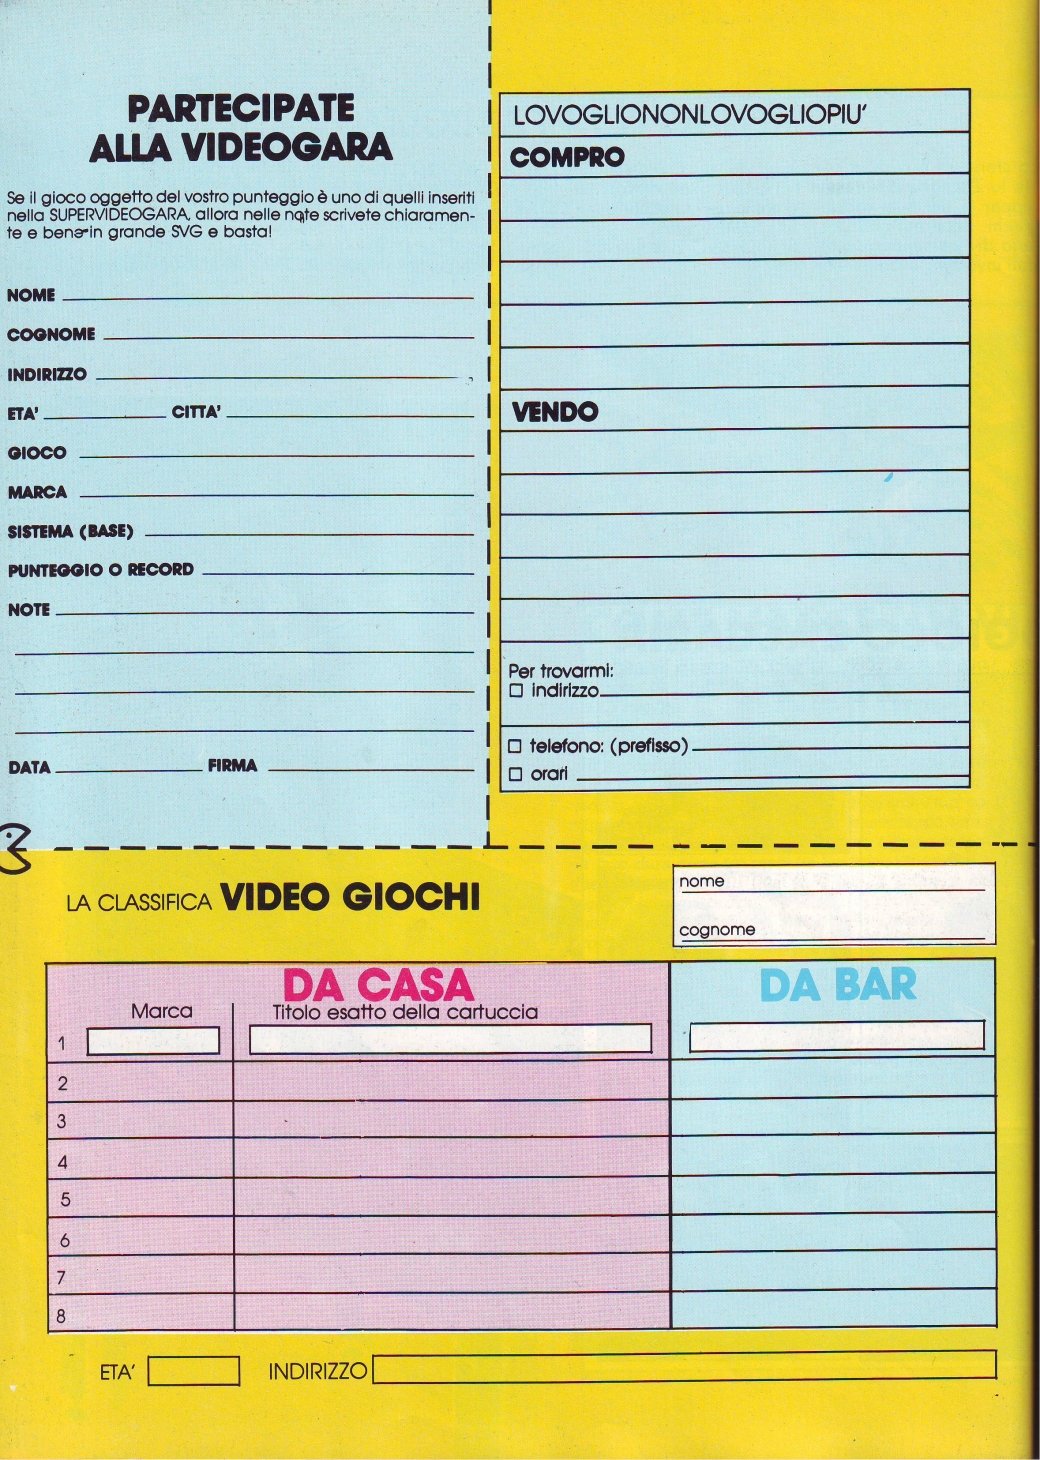 PARTECIPATE
ALLA VIDEOGARA
Se il gioco oggetto del vostro punteggio è uno di quelli inseriti
nella SUPERVIDEOGARA, allora nelle note scrivete chiaramen-
te e bene in grande SVG e basta!
NOME
COGNOME
INDIRIZZO
ETA' CITTA'
GIOCO
MARCA
SISTEMA (BASE)
PUNTEGGIO O RECORD
NOTE
DATA FIRMA
LOVOGLIONONLOVOGLIOPIU'
COMPRO
VENDO
Per trovarmi:
indirizzo
telefono: (prefisso)
orari
LA CLASSIFICA VIDEO GIOCHI
nome
cognome
DA CASA
DA BAR
Marca Titolo esatto della cartuccia
1
2
3
4
5
6
7
8
ETA' INDIRIZZO